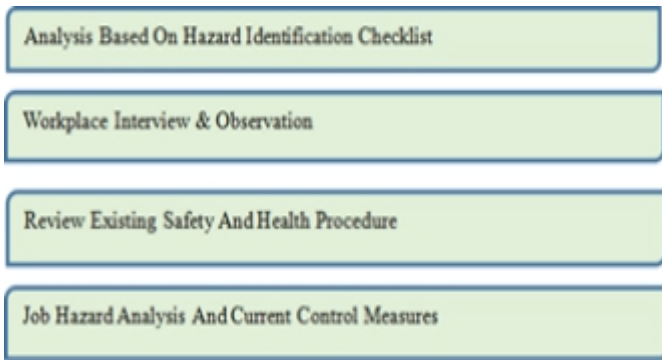 Analysis Based On Hazard Identification Checklist
Workplace Interview & Observation
Review Existing Safety And Health Procedure
Job Hazard Analysis And Current Control Measures